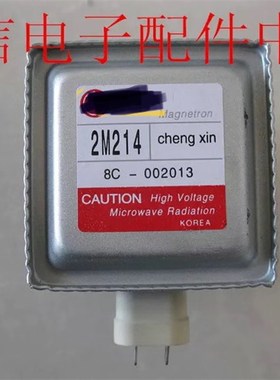 信电子配件中
Magnetron
2M214
cheng xin
8C - 002013
CAUTION High Voltage
Microwave Radiation
KOREA